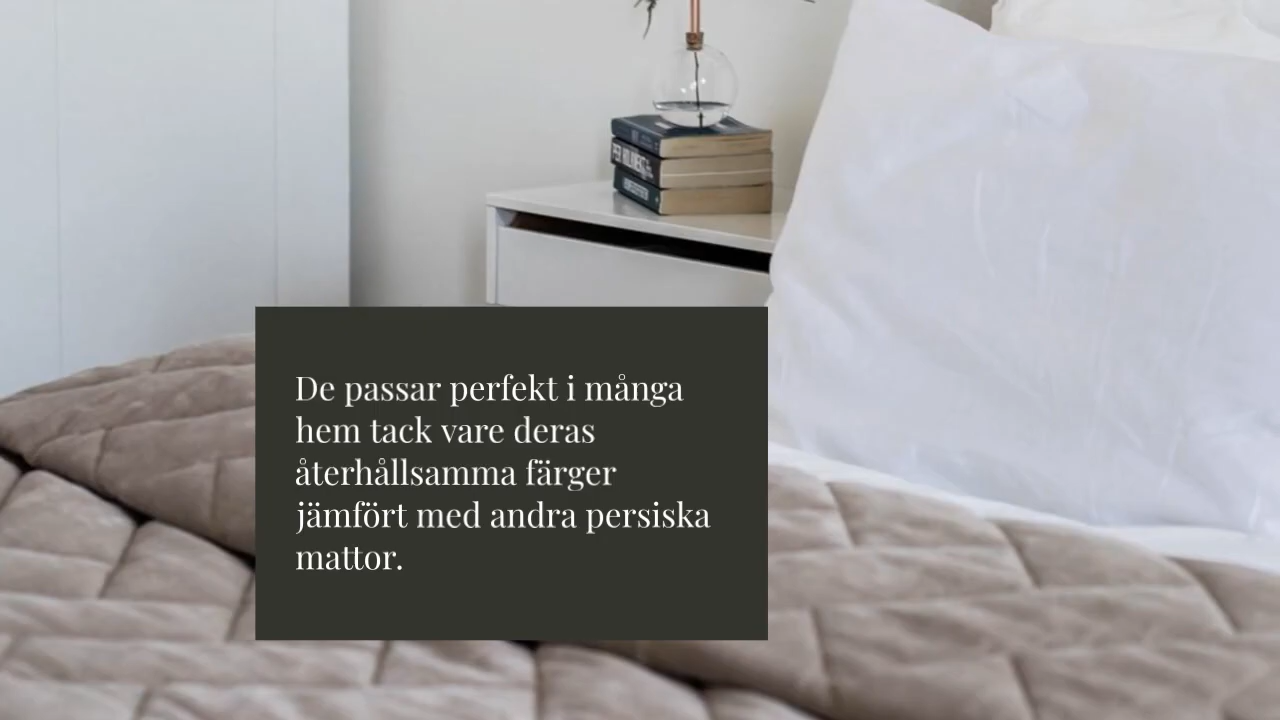 De passar perfekt i många
hem tack vare deras
återhållsamma färger
jämfört med andra persiska
mattor.